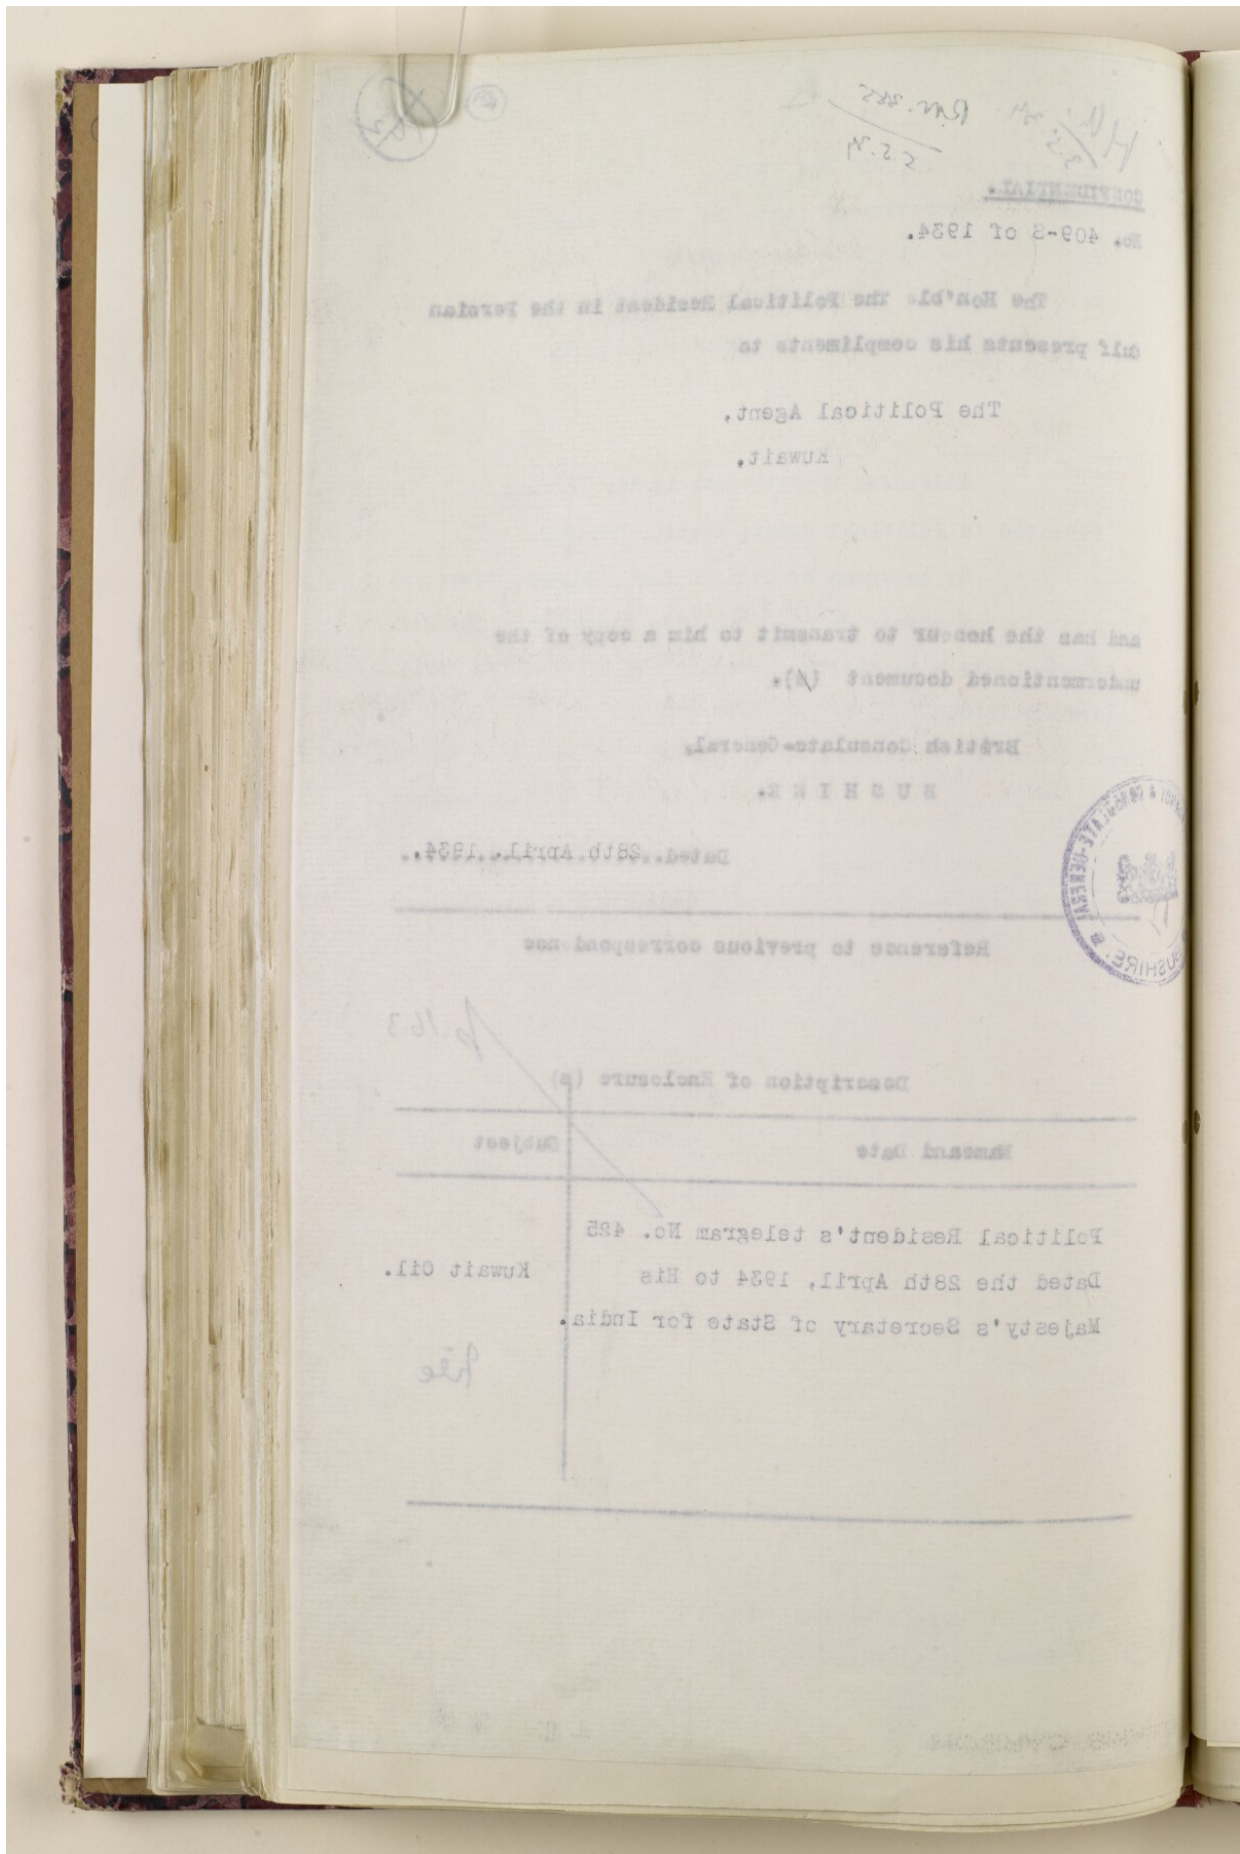 CONFIDENTIAL.
No. 409-S of 1934.
The Hon'ble The Political Resident in the Persian
Gulf presents his compliments to
The Political Agent,
Kuwait.
and has the honour to transmit to him a copy of the
undermentioned document (s).
British Consulate-General,
BUSHIRE.
Dated..28th April, 1934.
Reference to previous correspondence
p.163
Description of Enclosure (s)
Name and Date
Subject
Political Resident's telegram No. 425
Dated the 28th April, 1934 to His
Majesty's Secretary of State for India.
Kuwait Oil.
file